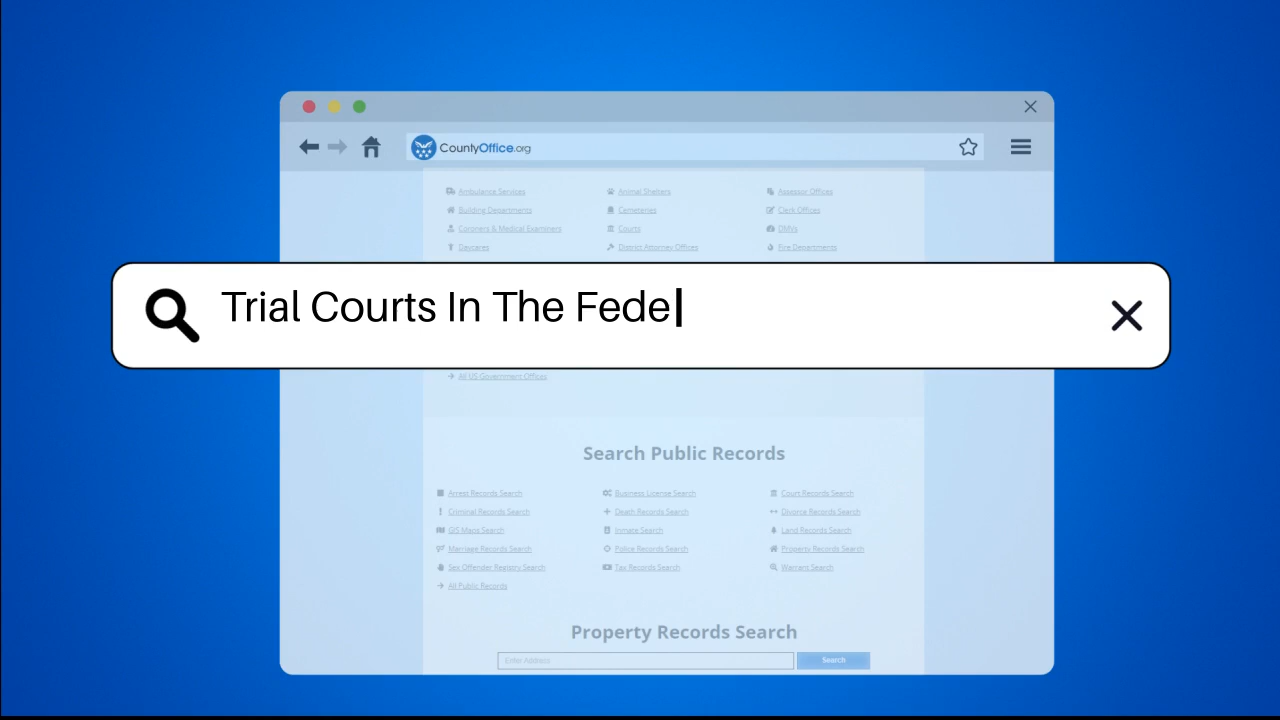 CountyOffice.org
Ambulance Services Animal Shelters Assessor Offices
Building Departments Cemeteries Clerk Offices
Coroners & Medical Examiners Courts DMVs
Daycares District Attorney Offices Fire Departments
Trial Courts In The Fede
All US Government Offices
Search Public Records
Arrest Records Search Business License Search Court Records Search
Criminal Records Search Death Records Search Divorce Records Search
GIS Maps Search Inmate Search Land Records Search
Marriage Records Search Police Records Search Property Records Search
Sex Offender Registry Search Tax Records Search Warrant Search
All Public Records
Property Records Search
Enter Address Search